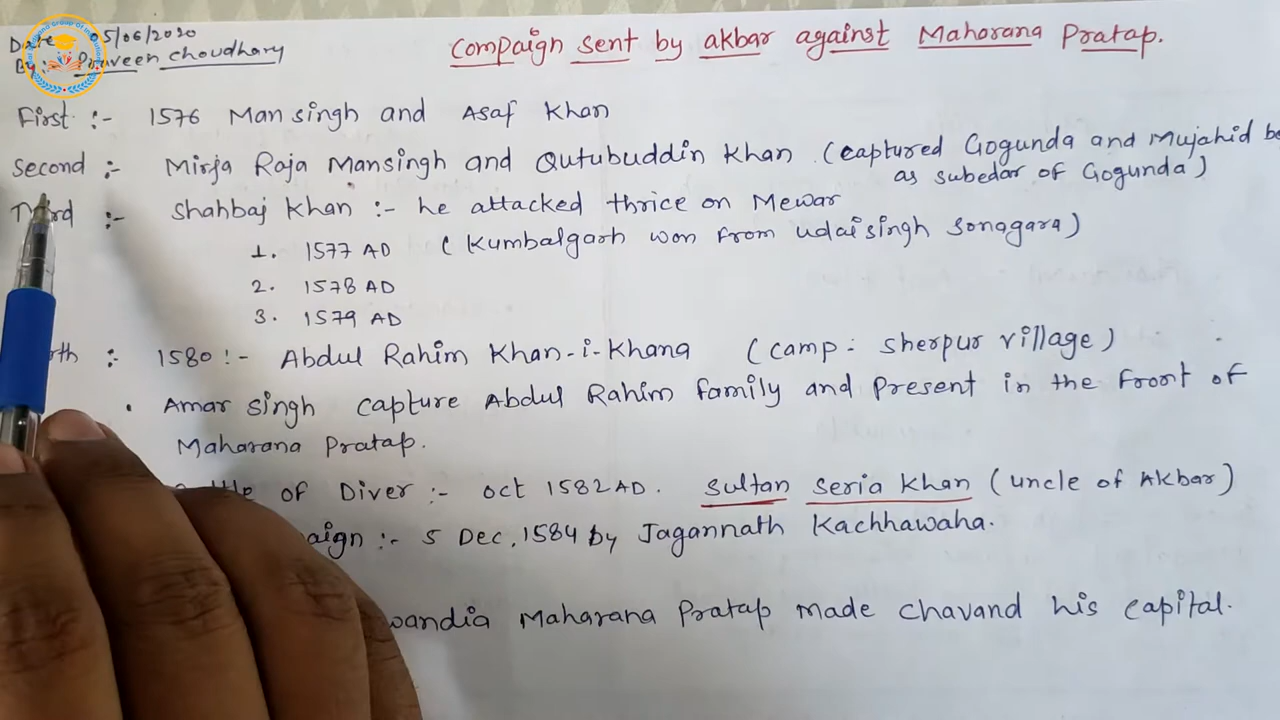 Date 05/06/2020
By:- Praveen choudhary
compaign sent by akbar against Maharana Pratap.
First :- 1576 Mansingh and Asaf Khan
Second :- Mirja Raja Mansingh and Qutubuddin Khan (captured Gogunda and Mujahid be
as subedar of Gogunda)
Third :- Shahbaj Khan :- he attacked thrice on Mewar
1. 1577 AD (Kumbalgarh won from Udaisingh Sonagara)
2. 1578 AD
3. 1579 AD
rth : 1580 :- Abdul Rahim Khan-i-Khana (camp : Sherpur village)
• Amar singh capture Abdul Rahim family and present in the front of
Maharana Pratap.
ttle of Diver :- oct 1582 AD. Sultan Seria Khan (uncle of Akbar)
aign :- 5 Dec, 1584 by Jagannath Kachhawaha.
wandia Maharana Pratap made chavand his capital.